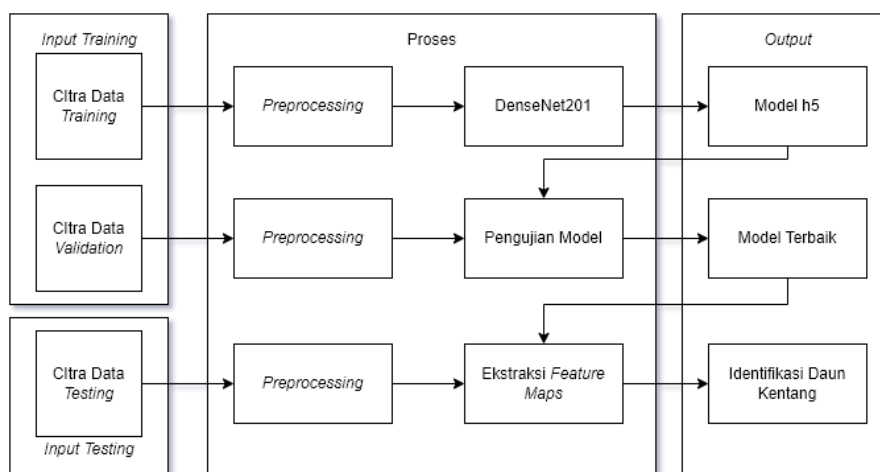 Input Training
Proses
Output
CItra Data
Training
Preprocessing
DenseNet201
Model h5
CItra Data
Validation
Preprocessing
Pengujian Model
Model Terbaik
CItra Data
Testing
Preprocessing
Ekstraksi Feature
Maps
Identifikasi Daun
Kentang
Input Testing